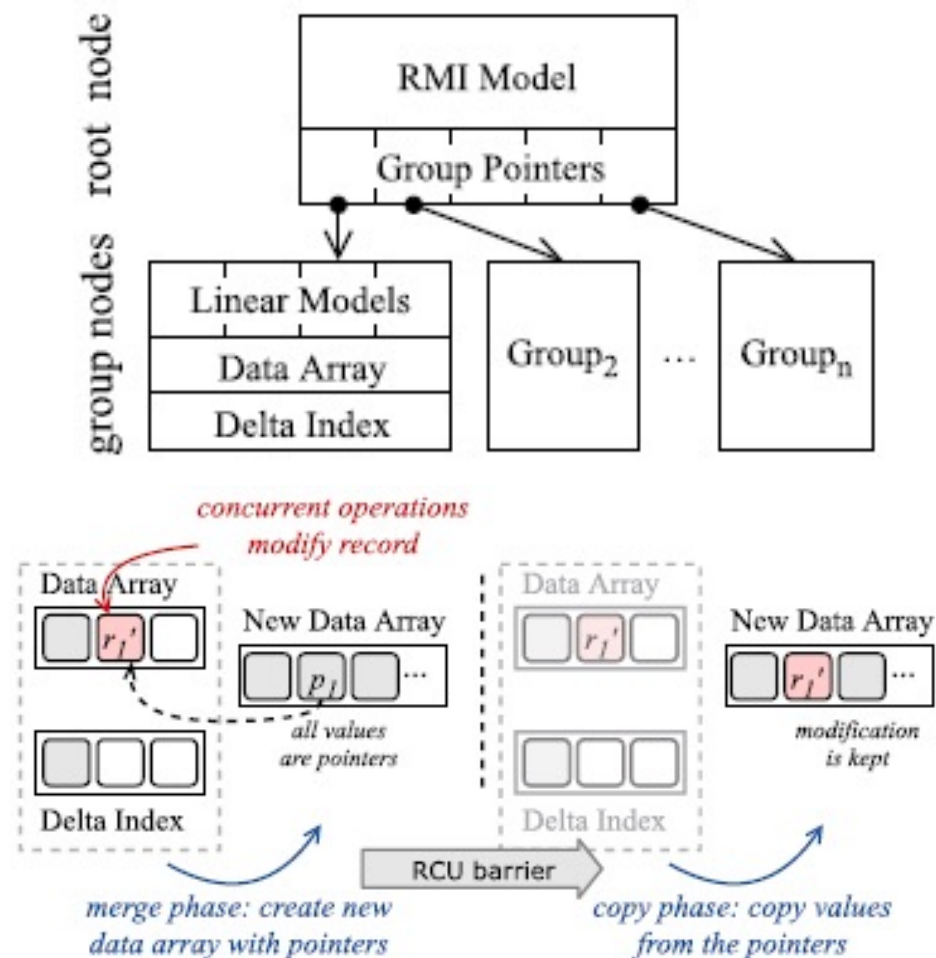 root node
RMI Model
Group Pointers
group nodes
Linear Models
Data Array
Delta Index
Group₂
...
Groupₙ
concurrent operations
modify record
Data Array
r₁'
New Data Array
p₁
...
all values
are pointers
Delta Index
Data Array
r₁'
New Data Array
r₁'
...
modification
is kept
Delta Index
RCU barrier
merge phase: create new
data array with pointers
copy phase: copy values
from the pointers